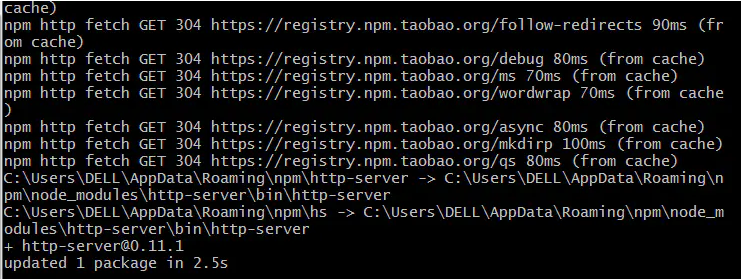 cache)
npm http fetch GET 304 https://registry.npm.taobao.org/follow-redirects 90ms (fr
om cache)
npm http fetch GET 304 https://registry.npm.taobao.org/debug 80ms (from cache)
npm http fetch GET 304 https://registry.npm.taobao.org/ms 70ms (from cache)
npm http fetch GET 304 https://registry.npm.taobao.org/wordwrap 70ms (from cache
)
npm http fetch GET 304 https://registry.npm.taobao.org/async 80ms (from cache)
npm http fetch GET 304 https://registry.npm.taobao.org/mkdirp 100ms (from cache)
npm http fetch GET 304 https://registry.npm.taobao.org/qs 80ms (from cache)
C:\Users\DELL\AppData\Roaming\npm\http-server -> C:\Users\DELL\AppData\Roaming\n
pm\node_modules\http-server\bin\http-server
C:\Users\DELL\AppData\Roaming\npm\hs -> C:\Users\DELL\AppData\Roaming\npm\node_m
odules\http-server\bin\http-server
+ http-server@0.11.1
updated 1 package in 2.5s